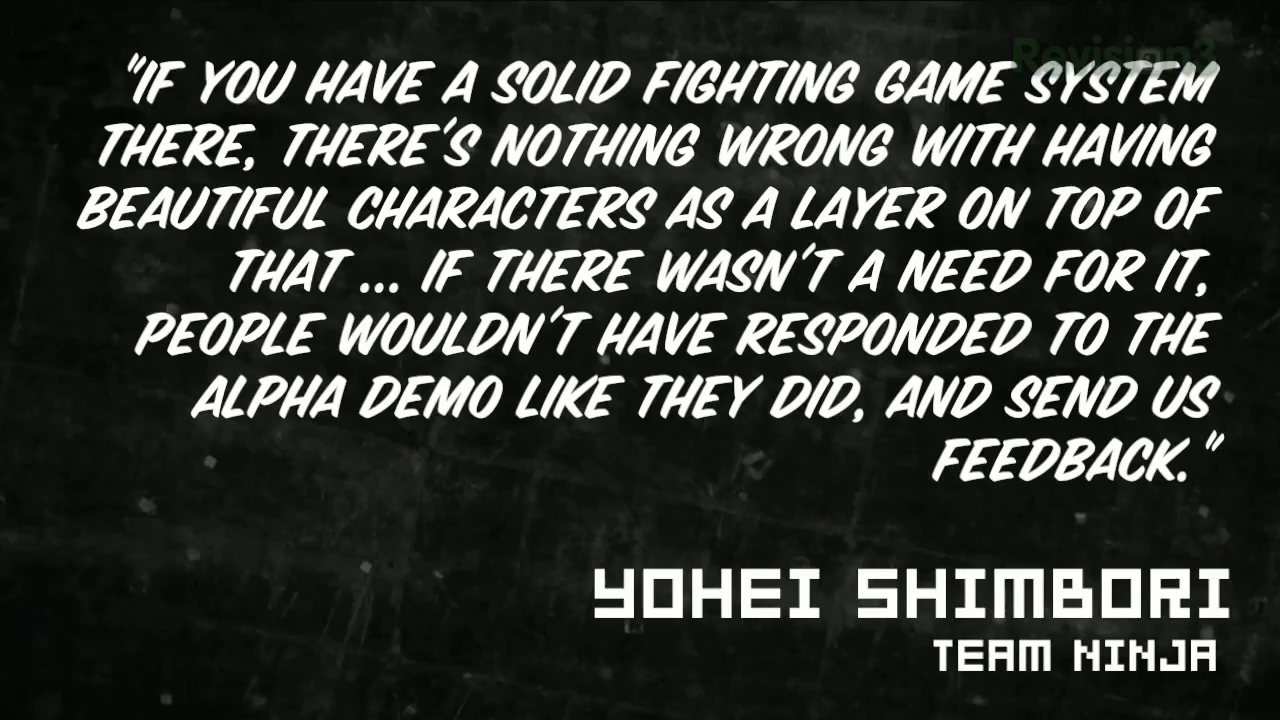 Revision3
"IF YOU HAVE A SOLID FIGHTING GAME SYSTEM
THERE, THERE'S NOTHING WRONG WITH HAVING
BEAUTIFUL CHARACTERS AS A LAYER ON TOP OF
THAT ... IF THERE WASN'T A NEED FOR IT,
PEOPLE WOULDN'T HAVE RESPONDED TO THE
ALPHA DEMO LIKE THEY DID, AND SEND US
FEEDBACK."
YOHEI SHIMBORI
TEAM NINJA